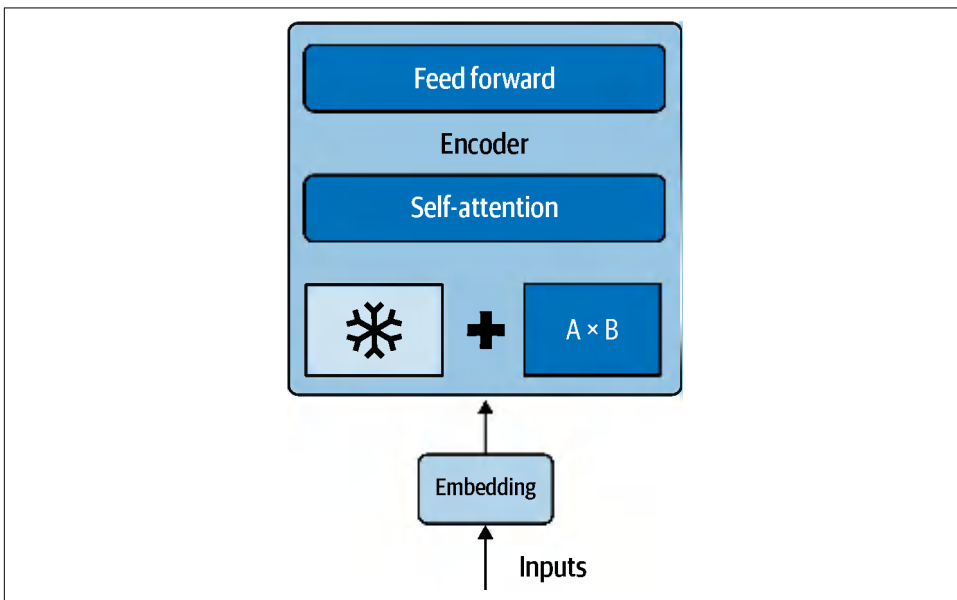 Feed forward
Encoder
Self-attention
A × B
Embedding
Inputs